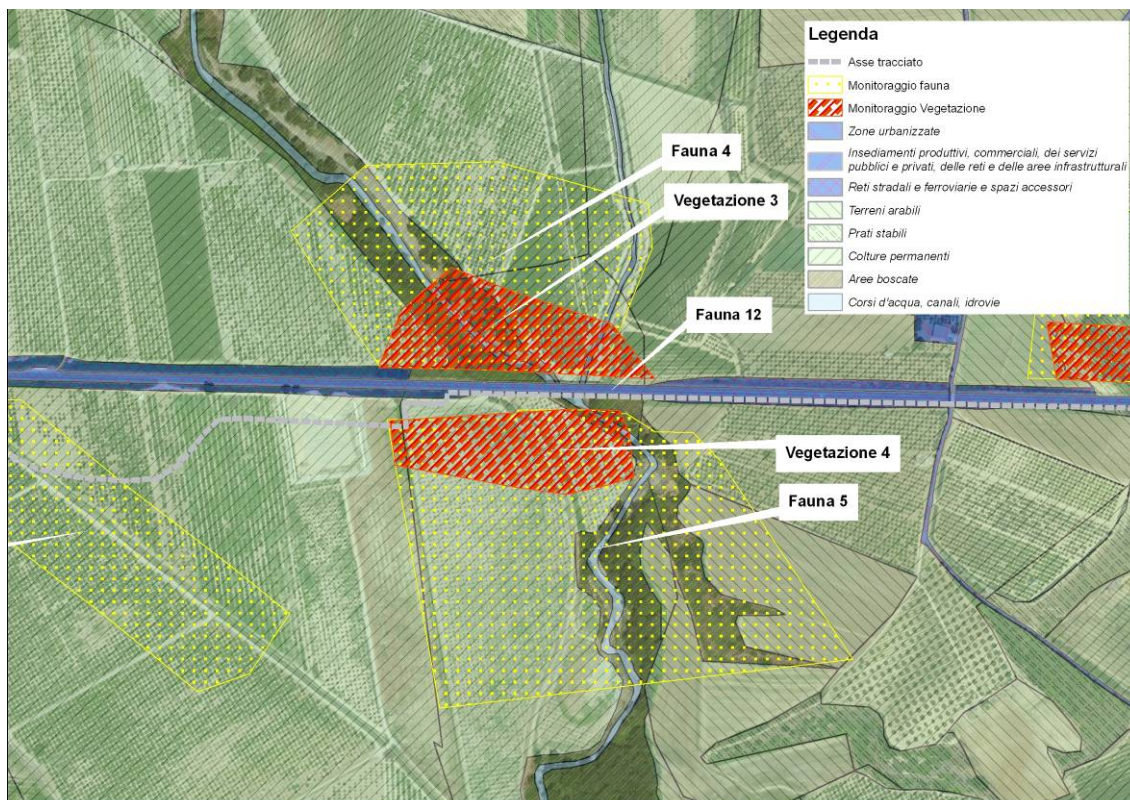 Legenda
Asse tracciato
Monitoraggio fauna
Monitoraggio Vegetazione
Zone urbanizzate
Insediamenti produttivi, commerciali, dei servizi
pubblici e privati, delle reti e delle aree infrastrutturali
Reti stradali e ferroviarie e spazi accessori
Terreni arabili
Prati stabili
Colture permanenti
Aree boscate
Corsi d'acqua, canali, idrovie
Fauna 4
Vegetazione 3
Fauna 12
Vegetazione 4
Fauna 5